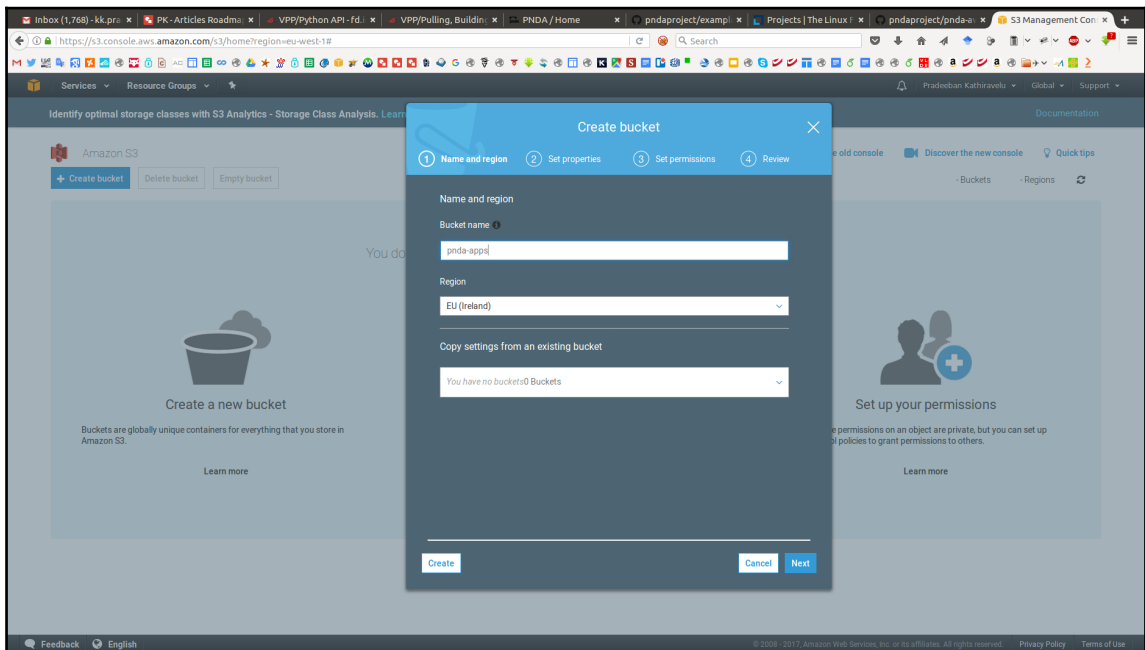 Inbox (1,768) - kk.pra
PK - Articles Roadma
VPP/Python API - fd.i
VPP/Pulling, Building
PNDA / Home
pndaproject/exampl
Projects | The Linux F
pndaproject/pnda-a
S3 Management Con
https://s3.console.aws.amazon.com/s3/home?region=eu-west-1#
Search
Services
Resource Groups
Pradeeban Kathiravelu
Global
Support
Identify optimal storage classes with S3 Analytics - Storage Class Analysis. Learn
Documentation
Create bucket
Amazon S3
1 Name and region
2 Set properties
3 Set permissions
4 Review
e old console
Discover the new console
Quick tips
+ Create bucket
Delete bucket
Empty bucket
Buckets
Regions
Name and region
Bucket name
pnda-apps
You do
Region
EU (Ireland)
Copy settings from an existing bucket
You have no buckets0 Buckets
Create a new bucket
Buckets are globally unique containers for everything that you store in
Amazon S3.
Learn more
Set up your permissions
e permissions on an object are private, but you can set up
ol policies to grant permissions to others.
Learn more
Create
Cancel
Next
Feedback
English
© 2008 - 2017, Amazon Web Services, Inc. or its affiliates. All rights reserved.
Privacy Policy
Terms of Use